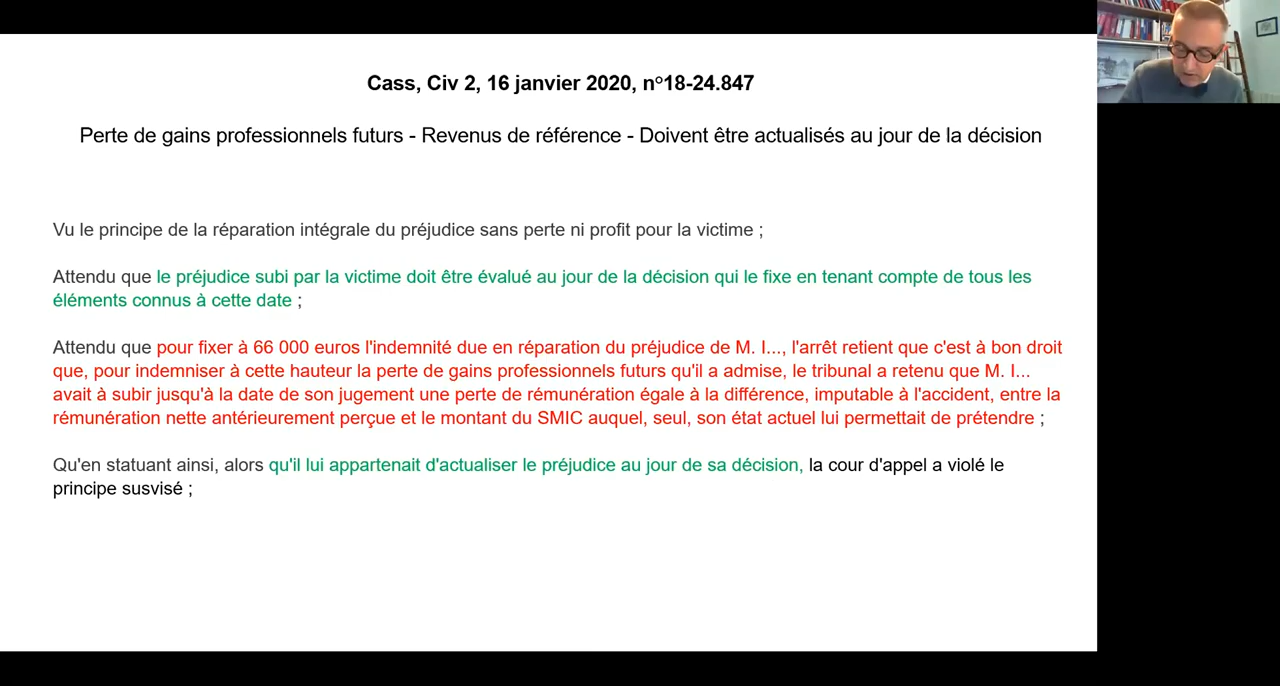 Cass, Civ 2, 16 janvier 2020, n°18-24.847
Perte de gains professionnels futurs - Revenus de référence - Doivent être actualisés au jour de la décision
Vu le principe de la réparation intégrale du préjudice sans perte ni profit pour la victime ;
Attendu que le préjudice subi par la victime doit être évalué au jour de la décision qui le fixe en tenant compte de tous les
éléments connus à cette date ;
Attendu que pour fixer à 66 000 euros l'indemnité due en réparation du préjudice de M. I..., l'arrêt retient que c'est à bon droit
que, pour indemniser à cette hauteur la perte de gains professionnels futurs qu'il a admise, le tribunal a retenu que M. I...
avait à subir jusqu'à la date de son jugement une perte de rémunération égale à la différence, imputable à l'accident, entre la
rémunération nette antérieurement perçue et le montant du SMIC auquel, seul, son état actuel lui permettait de prétendre ;
Qu'en statuant ainsi, alors qu'il lui appartenait d'actualiser le préjudice au jour de sa décision, la cour d'appel a violé le
principe susvisé ;